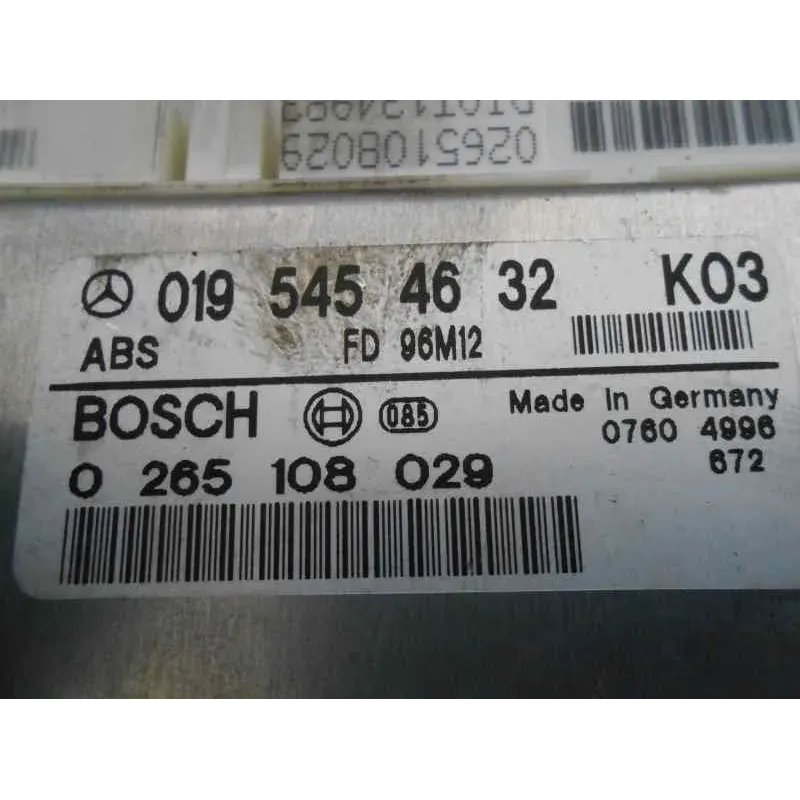 0265108029
019 545 46 32 K03
ABS FD 96M12
BOSCH 085 Made in Germany
0760 4996
0 265 108 029 672